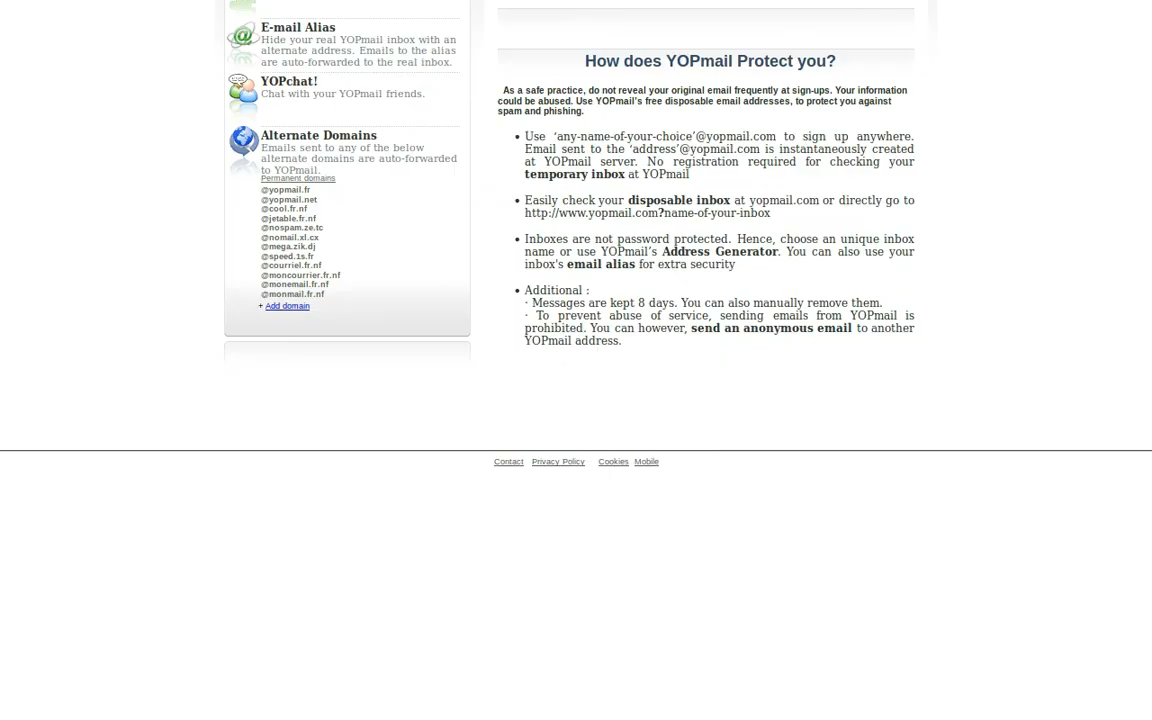 E-mail Alias
Hide your real YOPmail inbox with an
alternate address. Emails to the alias
are auto-forwarded to the real inbox.
YOPchat!
Chat with your YOPmail friends.
Alternate Domains
Emails sent to any of the below
alternate domains are auto-forwarded
to YOPmail.
Permanent domains
@yopmail.fr
@yopmail.net
@cool.fr.nf
@jetable.fr.nf
@nospam.ze.tc
@nomail.xl.cx
@mega.zik.dj
@speed.1s.fr
@courriel.fr.nf
@moncourrier.fr.nf
@monemail.fr.nf
@monmail.fr.nf
+ Add domain
How does YOPmail Protect you?
As a safe practice, do not reveal your original email frequently at sign-ups. Your information
could be abused. Use YOPmail's free disposable email addresses, to protect you against
spam and phishing.
• Use ‘any-name-of-your-choice’@yopmail.com to sign up anywhere.
Email sent to the ‘address’@yopmail.com is instantaneously created
at YOPmail server. No registration required for checking your
temporary inbox at YOPmail
• Easily check your disposable inbox at yopmail.com or directly go to
http://www.yopmail.com?name-of-your-inbox
• Inboxes are not password protected. Hence, choose an unique inbox
name or use YOPmail’s Address Generator. You can also use your
inbox's email alias for extra security
• Additional :
· Messages are kept 8 days. You can also manually remove them.
· To prevent abuse of service, sending emails from YOPmail is
prohibited. You can however, send an anonymous email to another
YOPmail address.
Contact Privacy Policy Cookies Mobile